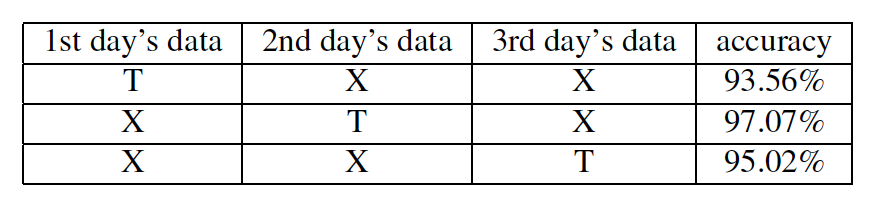 1st day’s data 2nd day’s data 3rd day’s data accuracy
T X X 93.56%
X T X 97.07%
X X T 95.02%